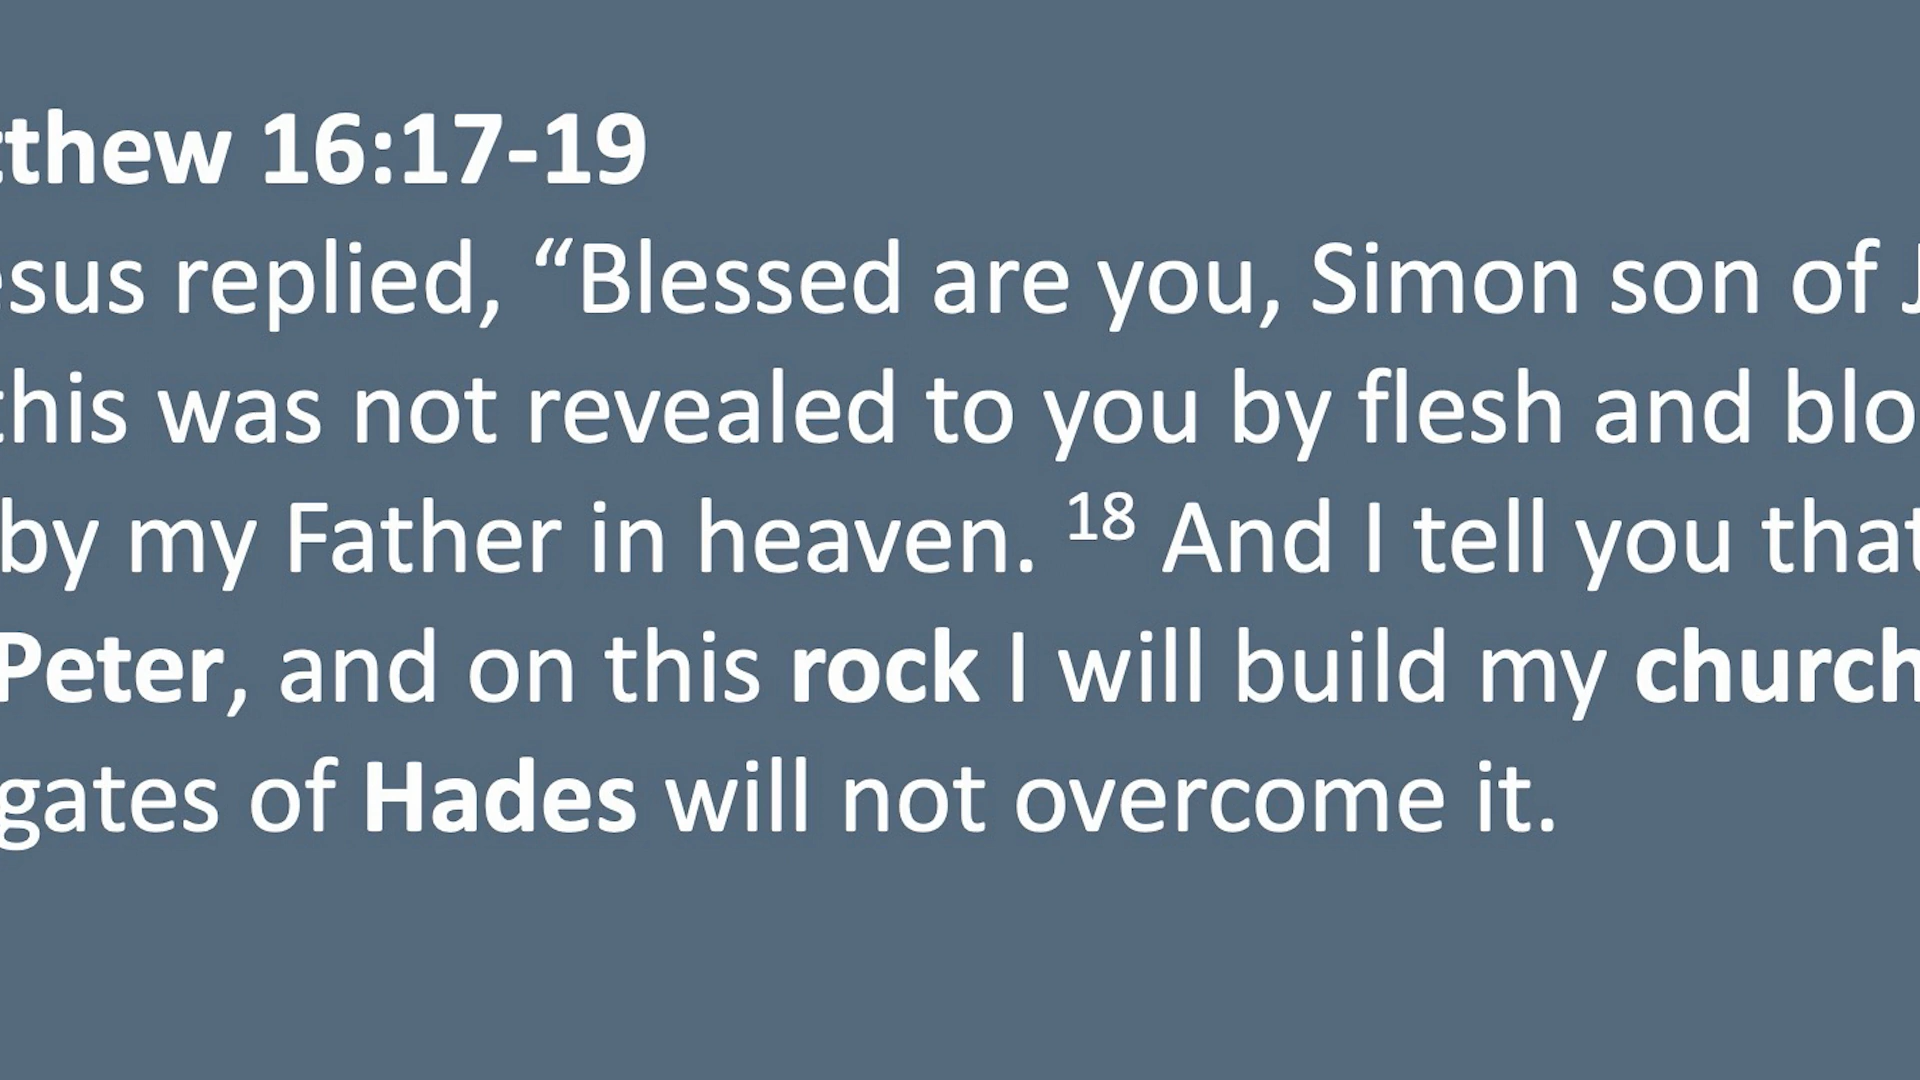 tthew 16:17-19
esus replied, “Blessed are you, Simon son of J
this was not revealed to you by flesh and blo
by my Father in heaven. 18 And I tell you that
Peter, and on this rock I will build my church
gates of Hades will not overcome it.